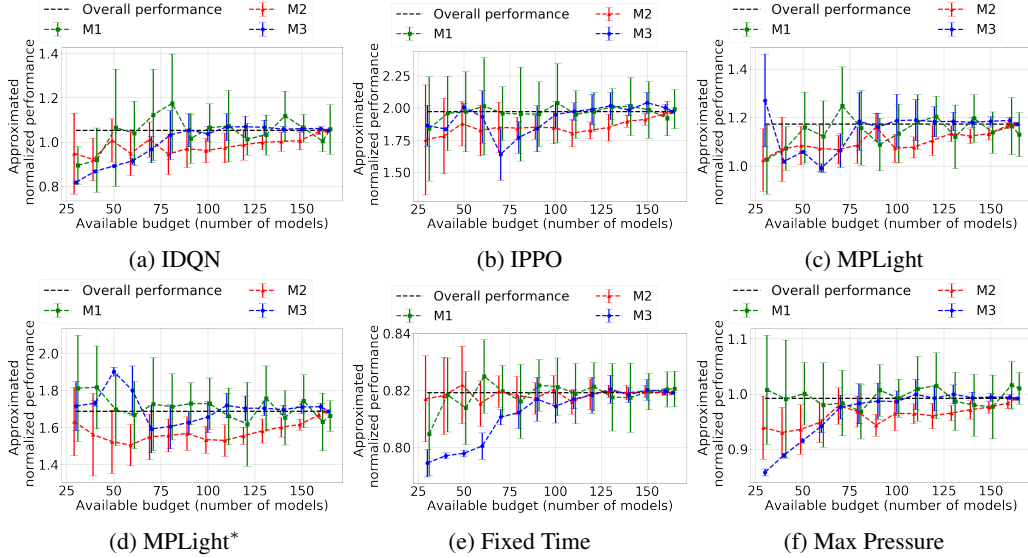 Overall performance M2
M1 M3
Approximated
normalized performance
1.4
1.2
1.0
0.8
25 50 75 100 125 150
Available budget (number of models)
(a) IDQN
Overall performance M2
M1 M3
Approximated
normalized performance
2.25
2.00
1.75
1.50
25 50 75 100 125 150
Available budget (number of models)
(b) IPPO
Overall performance M2
M1 M3
Approximated
normalized performance
1.4
1.2
1.0
25 50 75 100 125 150
Available budget (number of models)
(c) MPLight
Overall performance M2
M1 M3
Approximated
normalized performance
2.0
1.8
1.6
1.4
25 50 75 100 125 150
Available budget (number of models)
(d) MPLight*
Overall performance M2
M1 M3
Approximated
normalized performance
0.84
0.82
0.80
25 50 75 100 125 150
Available budget (number of models)
(e) Fixed Time
Overall performance M2
M1 M3
Approximated
normalized performance
1.1
1.0
0.9
25 50 75 100 125 150
Available budget (number of models)
(f) Max Pressure